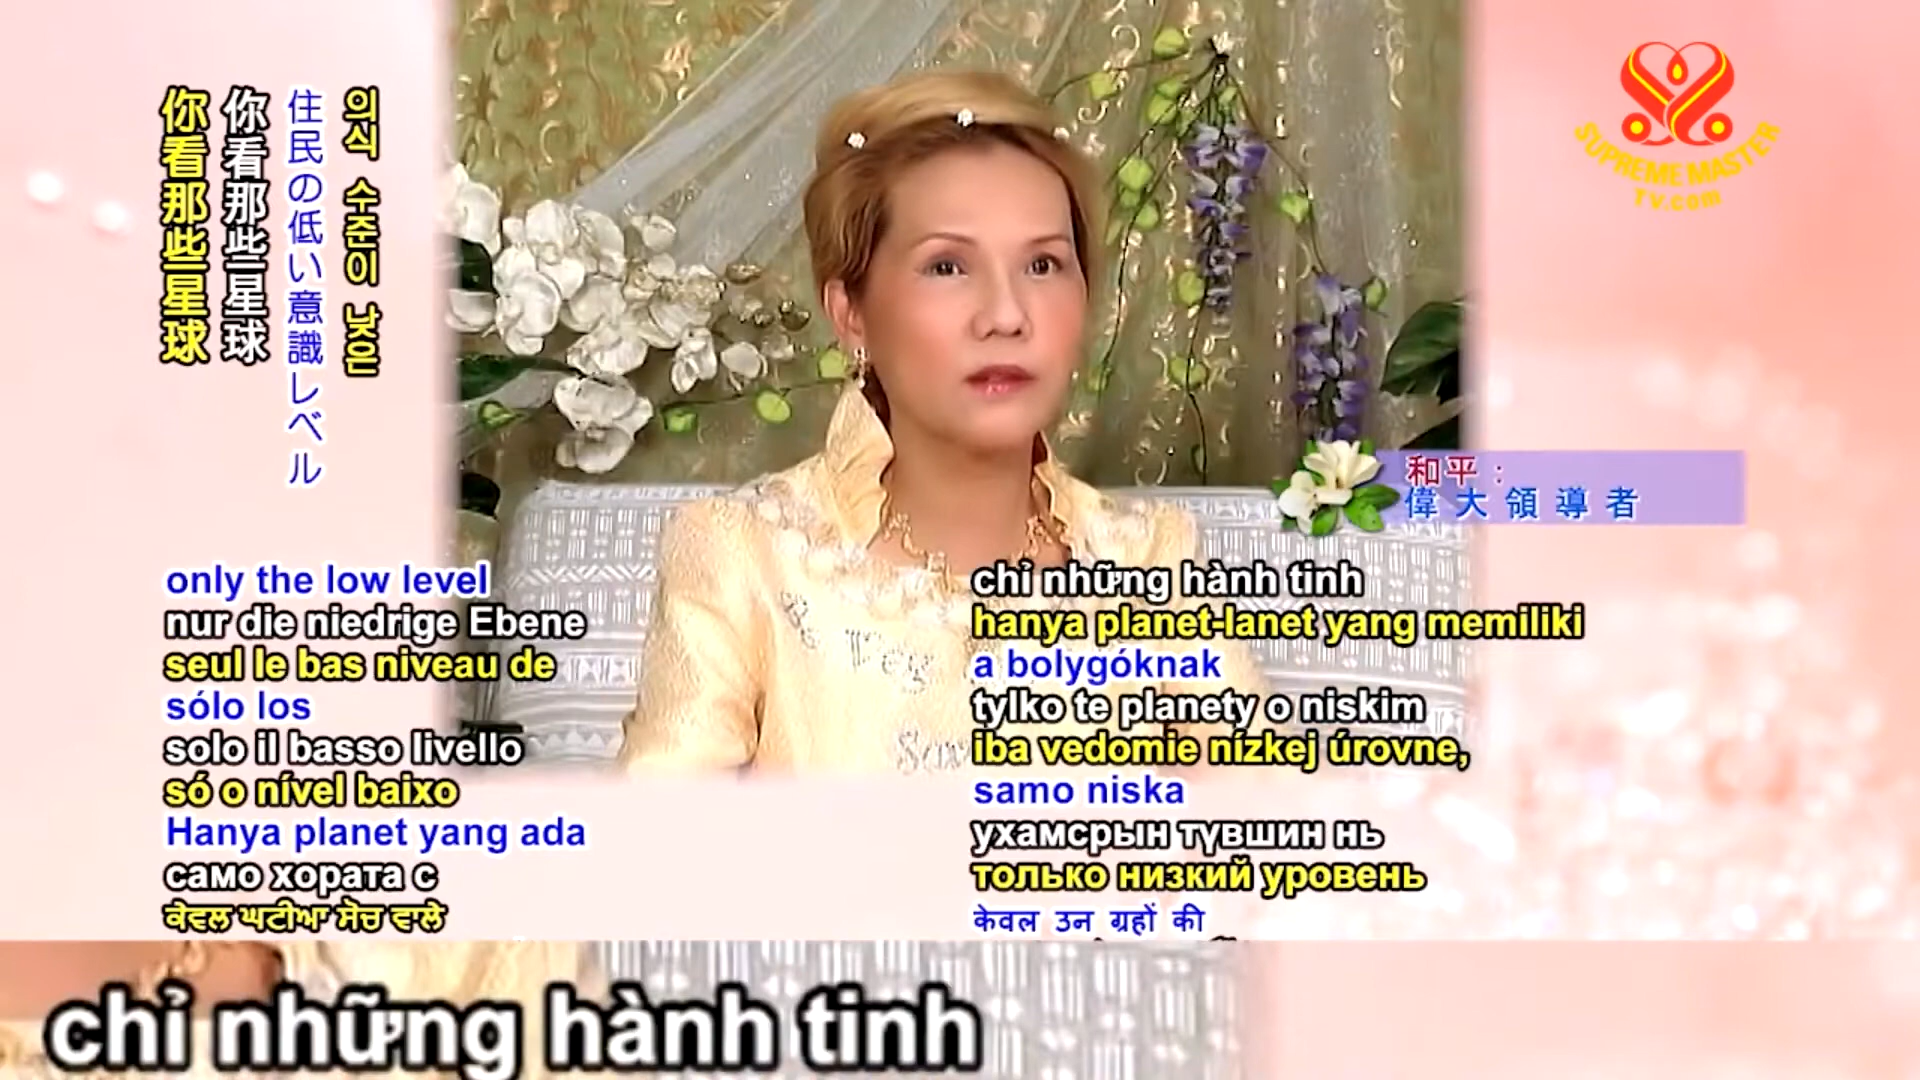 你看那些星球
你看那些星球
住民の低い意識レベル
의식 수준이 낮은
SUPREME MASTER
TV.com
和平：
偉大領導者
only the low level
nur die niedrige Ebene
seul le bas niveau de
sólo los
solo il basso livello
só o nível baixo
Hanya planet yang ada
само хората с
ਕੇਵਲ ਘਟੀਆ ਸੋਚ ਵਾਲੇ
chỉ những hành tinh
hanya planet-lanet yang memiliki
a bolygóknak
tylko te planety o niskim
iba vedomie nízkej úrovne,
samo niska
ухамсрын түвшин нь
только низкий уровень
केवल उन ग्रहों की
chỉ những hành tinh